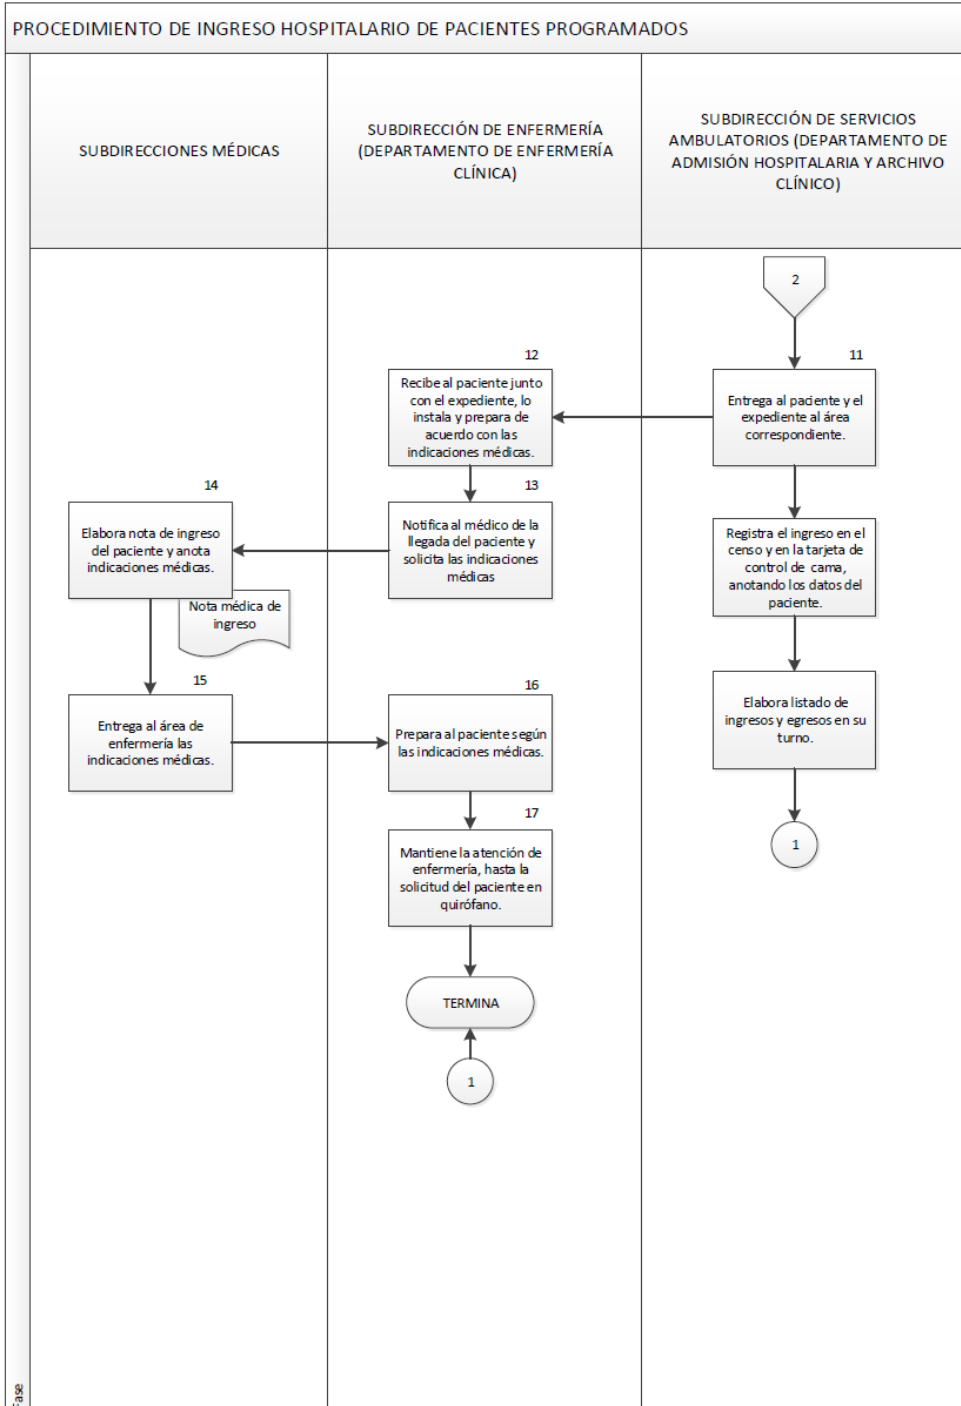 PROCEDIMIENTO DE INGRESO HOSPITALARIO DE PACIENTES PROGRAMADOS
SUBDIRECCIONES MÉDICAS
SUBDIRECCIÓN DE ENFERMERÍA
(DEPARTAMENTO DE ENFERMERÍA
CLÍNICA)
SUBDIRECCIÓN DE SERVICIOS
AMBULATORIOS (DEPARTAMENTO DE
ADMISIÓN HOSPITALARIA Y ARCHIVO
CLÍNICO)
2
11
Entrega al paciente y el
expediente al área
correspondiente.
12
Recibe al paciente junto
con el expediente, lo
instala y prepara de
acuerdo con las
indicaciones médicas.
13
Notifica al médico de la
llegada del paciente y
solicita las indicaciones
médicas
14
Elabora nota de ingreso
del paciente y anota
indicaciones médicas.
Nota médica de
ingreso
Registra el ingreso en el
censo y en la tarjeta de
control de cama,
anotando los datos del
paciente.
15
Entrega al área de
enfermería las
indicaciones médicas.
16
Prepara al paciente según
las indicaciones médicas.
Elabora listado de
ingresos y egresos en su
turno.
1
17
Mantiene la atención de
enfermería, hasta la
solicitud del paciente en
quirófano.
TERMINA
1
Fase